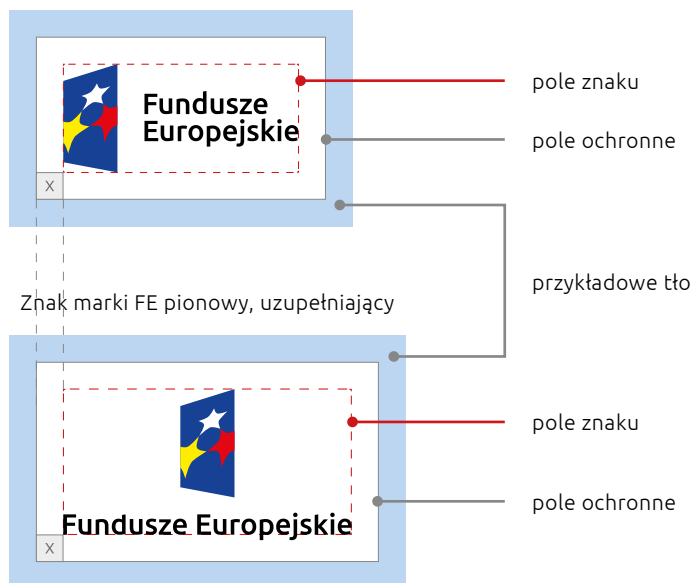 pole znaku
Fundusze
Europejskie
pole ochronne
X
przykładowe tło
Znak marki FE pionowy, uzupełniający
pole znaku
pole ochronne
Fundusze Europejskie
X